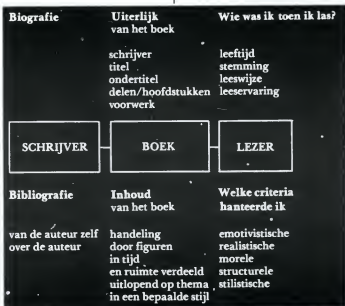 Biografie
Uiterlijk
van het boek
schrijver
titel
ondertitel
delen/hoofdstukken
voorwerk
Wie was ik toen ik las?
leeftijd
stemming
leeswijze
leeservaring
SCHRIJVER
BOEK
LEZER
Bibliografie
van de auteur zelf
over de auteur
Inhoud
van het boek
handeling
door figuren
in tijd
en ruimte verdeeld
uitlopend op thema
in een bepaalde stijl
Welke criteria
hanteerde ik
emotivistische
realistische
morele
structurele
stilistische